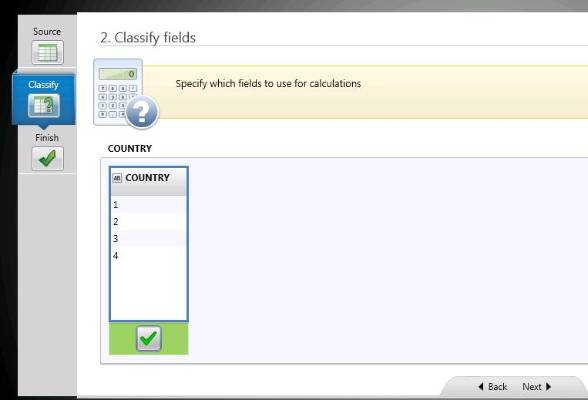 Source
Classify
Finish
2. Classify fields
0
Specify which fields to use for calculations
COUNTRY
AB COUNTRY
1
2
3
4
Back
Next